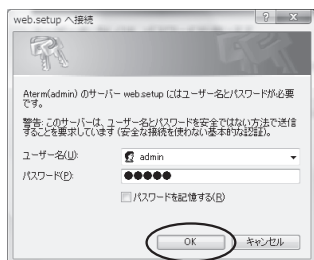 web.setup へ接続
Aterm(admin) のサーバー web.setup にはユーザー名とパスワードが必要
です。
警告: このサーバーは、ユーザー名とパスワードを安全ではない方法で送信
することを要求しています (安全な接続を使わない基本的な認証)。
ユーザー名(U):
admin
パスワード(P):
●●●●●
パスワードを記憶する(R)
OK
キャンセル